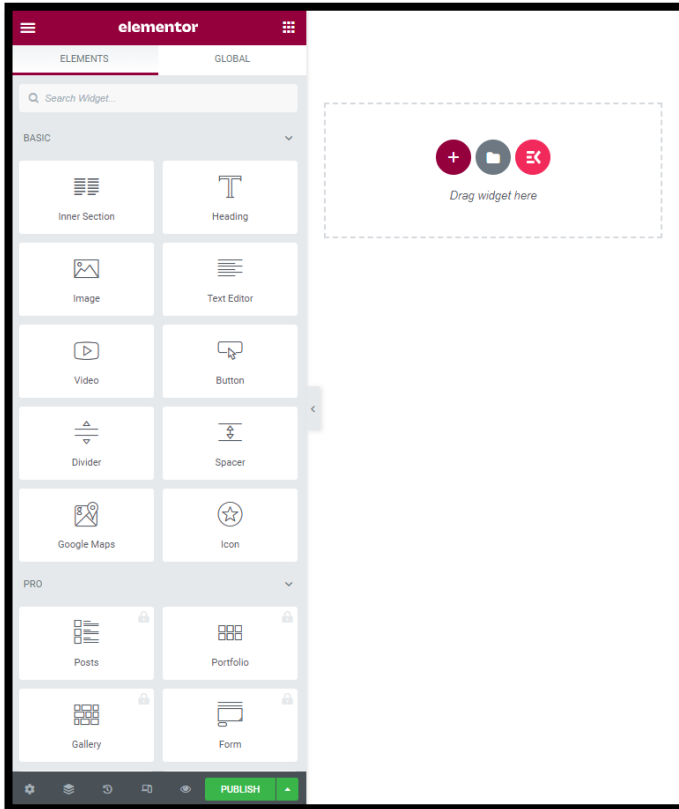 elementor
ELEMENTS GLOBAL
Search Widget...
BASIC
Inner Section Heading
Image Text Editor
Video Button
Divider Spacer
Google Maps Icon
PRO
Posts Portfolio
Gallery Form
PUBLISH
Drag widget here